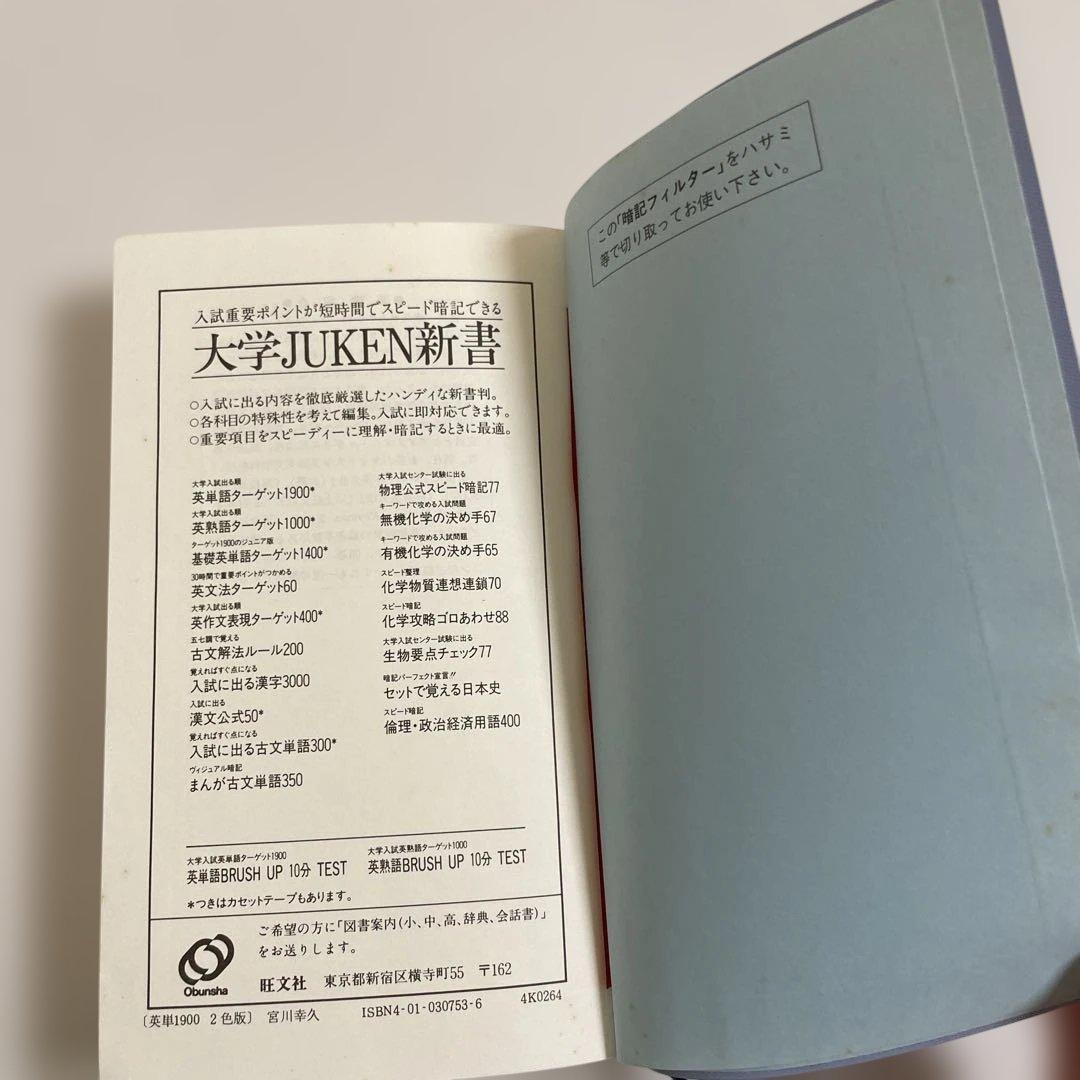 入試重要ポイントが短時間でスピード暗記できる
大学JUKEN新書
○入試に出る内容を徹底厳選したハンディな新書判。
○各科目の特殊性を考えて編集。入試に即対応できます。
○重要項目をスピーディーに理解・暗記するときに最適。
大学入試出る順
英単語ターゲット1900*
大学入試出る順
英熟語ターゲット1000*
ターゲット1900のジュニア版
基礎英単語ターゲット1400*
30時間で重要ポイントがつかめる
英文法ターゲット60
大学入試出る順
英作文表現ターゲット400*
五七調で覚える
古文解法ルール200
覚えればすぐ点になる
入試に出る漢字3000
入試に出る
漢文公式50*
覚えればすぐ点になる
入試に出る古文単語300*
ヴィジュアル暗記
まんが古文単語350
大学入試センター試験に出る
物理公式スピード暗記77
キーワードで攻める入試問題
無機化学の決め手67
キーワードで攻める入試問題
有機化学の決め手65
スピード整理
化学物質連想連鎖70
スピード暗記
化学攻略ゴロあわせ88
大学入試センター試験に出る
生物要点チェック77
暗記パーフェクト宣言!!
セットで覚える日本史
スピード暗記
倫理・政治経済用語400
大学入試英単語ターゲット1900
英単語BRUSH UP 10分 TEST
大学入試英熟語ターゲット1000
英熟語BRUSH UP 10分 TEST
*つきはカセットテープもあります。
ご希望の方に「図書案内(小、中、高、辞典、会話書)」
をお送りします。
Obunsha
旺文社 東京都新宿区横寺町55 〒162
〔英単1900 2色版〕 宮川幸久 ISBN4-01-030753-6 4K0264
この「暗記フィルター」をハサミ
等で切り取ってお使い下さい。